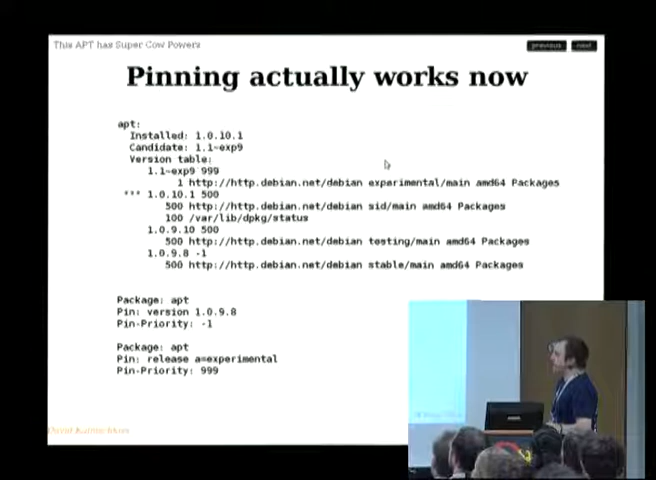 This APT has Super Cow Powers
previous next
Pinning actually works now
apt:
Installed: 1.0.10.1
Candidate: 1.1~exp9
Version table:
1.1~exp9 999
1 http://http.debian.net/debian experimental/main amd64 Packages
*** 1.0.10.1 500
500 http://http.debian.net/debian sid/main amd64 Packages
100 /var/lib/dpkg/status
1.0.9.10 500
500 http://http.debian.net/debian testing/main amd64 Packages
1.0.9.8 -1
500 http://http.debian.net/debian stable/main amd64 Packages
Package: apt
Pin: version 1.0.9.8
Pin-Priority: -1
Package: apt
Pin: release a=experimental
Pin-Priority: 999
David